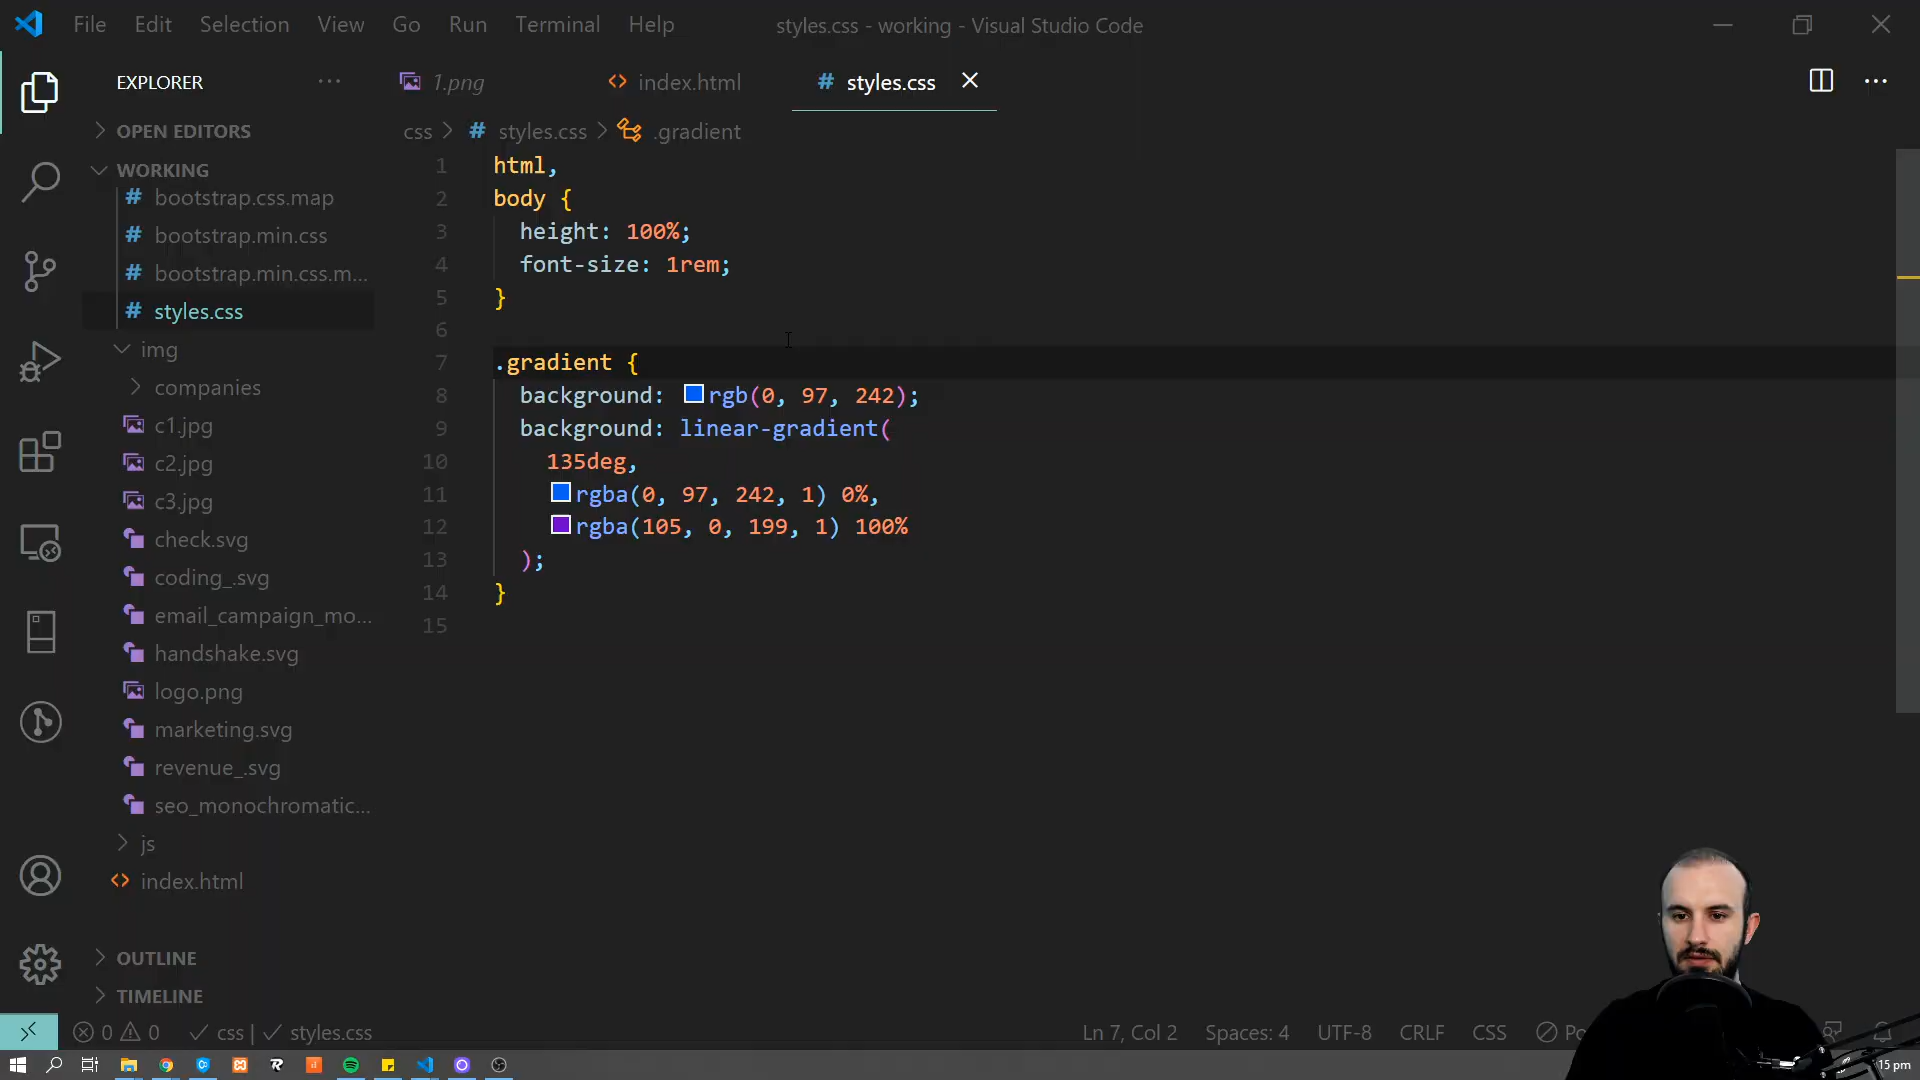 File Edit Selection View Go Run Terminal Help styles.css - working - Visual Studio Code
EXPLORER ··· 1.png index.html styles.css
OPEN EDITORS
css > # styles.css > .gradient
WORKING
bootstrap.css.map
bootstrap.min.css
bootstrap.min.css.m...
styles.css
img
companies
c1.jpg
c2.jpg
c3.jpg
check.svg
coding_.svg
email_campaign_mo...
handshake.svg
logo.png
marketing.svg
revenue_.svg
seo_monochromatic...
js
index.html
OUTLINE
TIMELINE
1 html,
2 body {
3 height: 100%;
4 font-size: 1rem;
5 }
6
7 .gradient {
8 background: rgb(0, 97, 242);
9 background: linear-gradient(
10 135deg,
11 rgba(0, 97, 242, 1) 0%,
12 rgba(105, 0, 199, 1) 100%
13 );
14 }
15
0 0 css | styles.css Ln 7, Col 2 Spaces: 4 UTF-8 CRLF CSS
15 pm